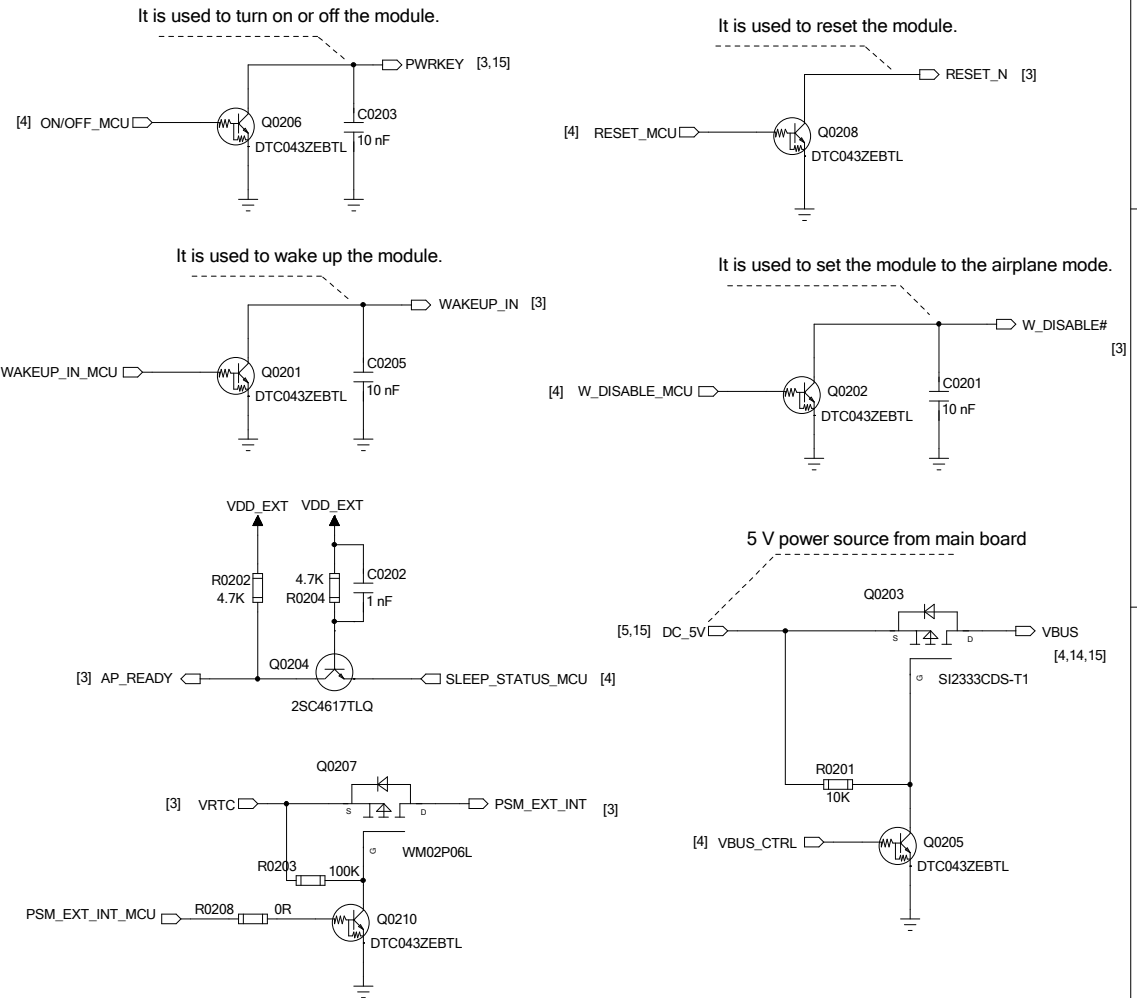 It is used to turn on or off the module.
PWRKEY [3,15]
[4] ON/OFF_MCU
Q0206
DTC043ZEBTL
C0203
10 nF
It is used to reset the module.
RESET_N [3]
[4] RESET_MCU
Q0208
DTC043ZEBTL
It is used to wake up the module.
WAKEUP_IN [3]
WAKEUP_IN_MCU
Q0201
DTC043ZEBTL
C0205
10 nF
It is used to set the module to the airplane mode.
W_DISABLE#
[3]
[4] W_DISABLE_MCU
Q0202
DTC043ZEBTL
C0201
10 nF
VDD_EXT VDD_EXT
R0202
4.7K
4.7K
R0204
C0202
1 nF
Q0204
[3] AP_READY
SLEEP_STATUS_MCU [4]
2SC4617TLQ
5 V power source from main board
Q0203
[5,15] DC_5V
S
D
VBUS
[4,14,15]
G
SI2333CDS-T1
R0201
10K
[4] VBUS_CTRL
Q0205
DTC043ZEBTL
Q0207
[3] VRTC
S
D
PSM_EXT_INT [3]
G
WM02P06L
R0203
100K
PSM_EXT_INT_MCU
R0208
0R
Q0210
DTC043ZEBTL